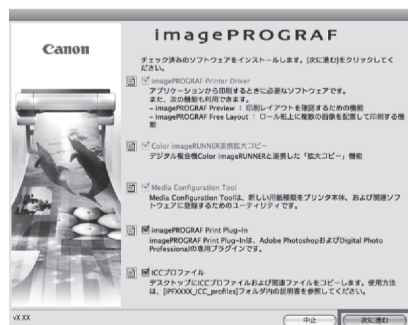 imagePROGRAF
Canon
チェック済みのソフトウェアをインストールします。[次に進む]をクリックしてく
ださい。
imagePROGRAF Printer Driver
アプリケーションから印刷するときに必要なソフトウェアです。
また、次の機能も利用できます。
- imagePROGRAF Preview : 印刷レイアウトを確認するための機能
- imagePROGRAF Free Layout : ロール紙上に複数の画像を配置して印刷する機
能
Color imageRUNNER連携拡大コピー
デジタル複合機Color imageRUNNERと連携した「拡大コピー」機能
Media Configuration Tool
Media Configuration Toolは、新しい用紙種類をプリンタ本体、および関連ソフ
トウェアに登録するためのユーティリティです。
imagePROGRAF Print Plug-In
imagePROGRAF Print Plug-Inは、Adobe PhotoshopおよびDigital Photo
Professionalの専用プラグインです。
ICCプロファイル
デスクトップにICCプロファイルおよび関連ファイルをコピーします。使用方法
は、[iPFXXXX_ICC_profiles]フォルダ内の説明書を参照してください。
vX.XX
中止
次に進む